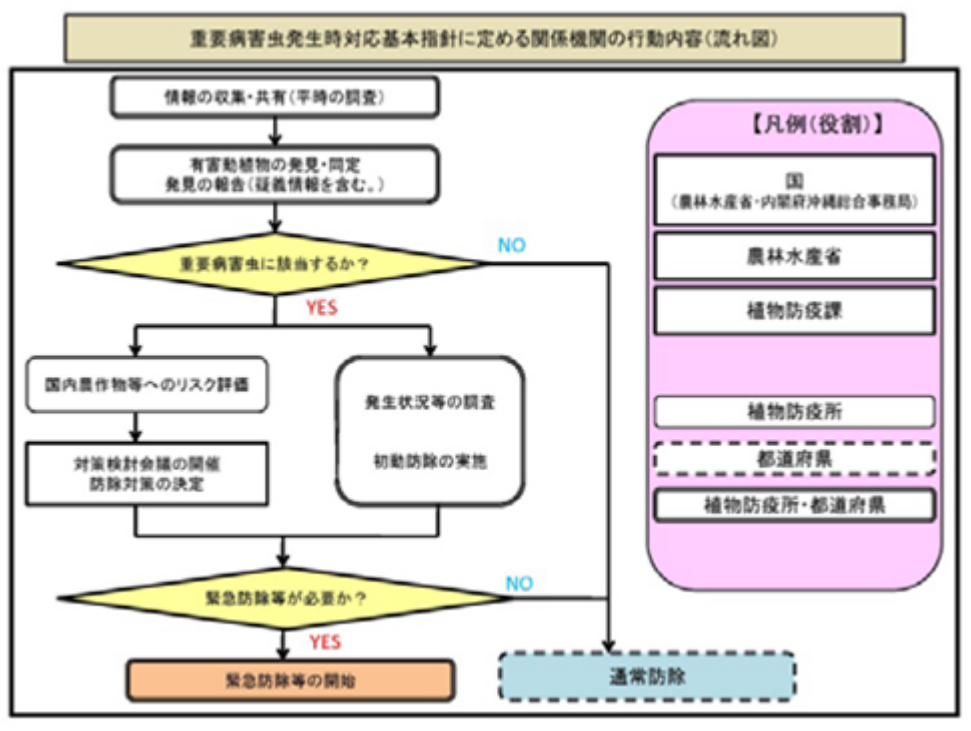 重要病害虫発生時対応基本指針に定める関係機関の行動内容(流れ図)
情報の収集・共有(平時の調査)
有害動植物の発見・同定
発見の報告(疑義情報を含む。)
重要病害虫に該当するか?
NO
YES
国内農作物等へのリスク評価
対策検討会議の開催
防除対策の決定
発生状況等の調査
初動防除の実施
緊急防除等が必要か?
NO
YES
緊急防除等の開始
通常防除
【凡例(役割)】
国
(農林水産省・内閣府沖縄総合事務局)
農林水産省
植物防疫課
植物防疫所
都道府県
植物防疫所・都道府県